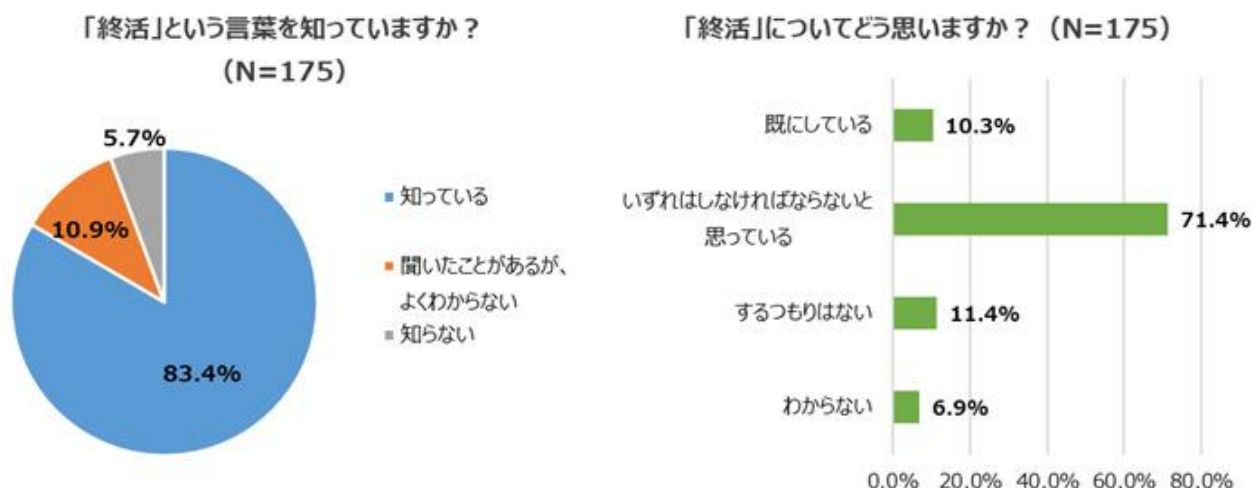 「終活」という言葉を知っていますか？
（N=175）
5.7%
10.9%
83.4%
知っている
聞いたことがあるが、
よくわからない
知らない
「終活」についてどう思いますか？（N=175）
既にしている
10.3%
いずれはしなければならないと
思っている
71.4%
するつもりはない
11.4%
わからない
6.9%
0.0% 20.0% 40.0% 60.0% 80.0%